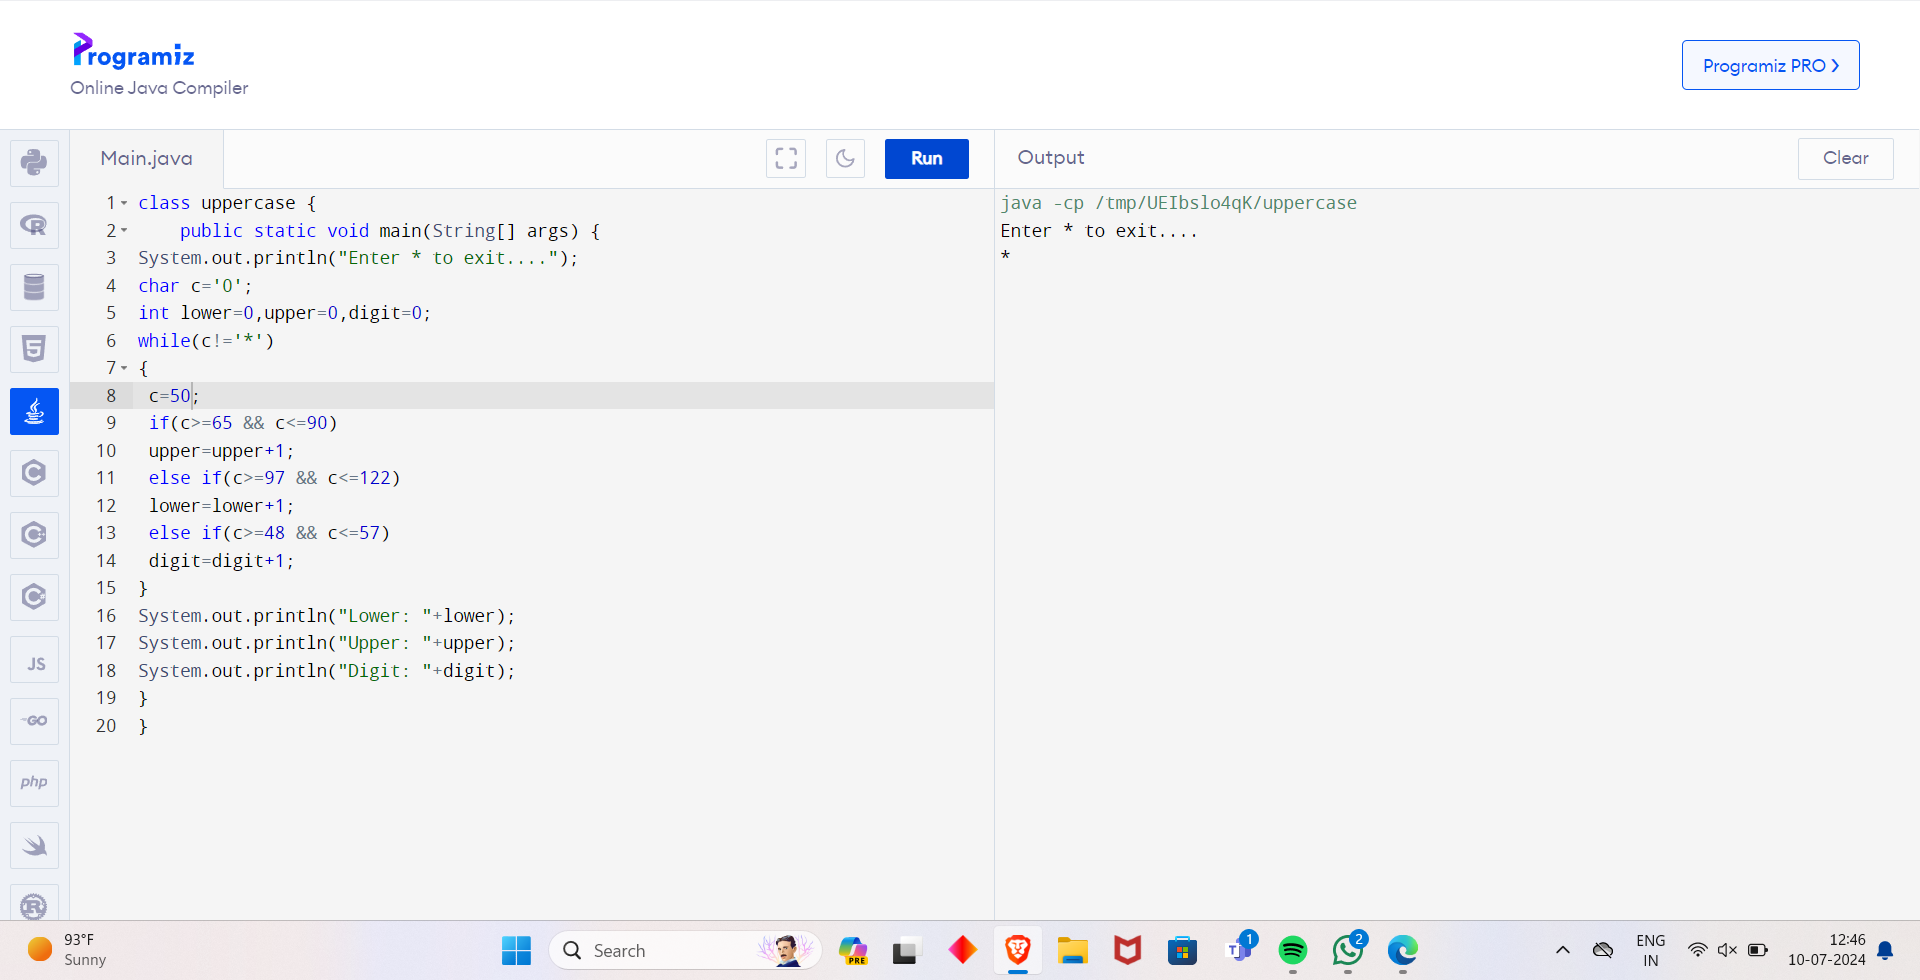 Programiz
Online Java Compiler
Programiz PRO ❯
Main.java
Run
Output
Clear
1 class uppercase {
2     public static void main(String[] args) {
3 System.out.println("Enter * to exit....");
4 char c='0';
5 int lower=0,upper=0,digit=0;
6 while(c!='*')
7 {
8  c=50;
9  if(c>=65 && c<=90)
10  upper=upper+1;
11  else if(c>=97 && c<=122)
12  lower=lower+1;
13  else if(c>=48 && c<=57)
14  digit=digit+1;
15 }
16 System.out.println("Lower: "+lower);
17 System.out.println("Upper: "+upper);
18 System.out.println("Digit: "+digit);
19 }
20 }
java -cp /tmp/UEIbslo4qK/uppercase
Enter * to exit....
*
R
5
C
C
C
JS
GO
php
R
93°F
Sunny
Search
PRE
1
2
ENG
IN
12:46
10-07-2024